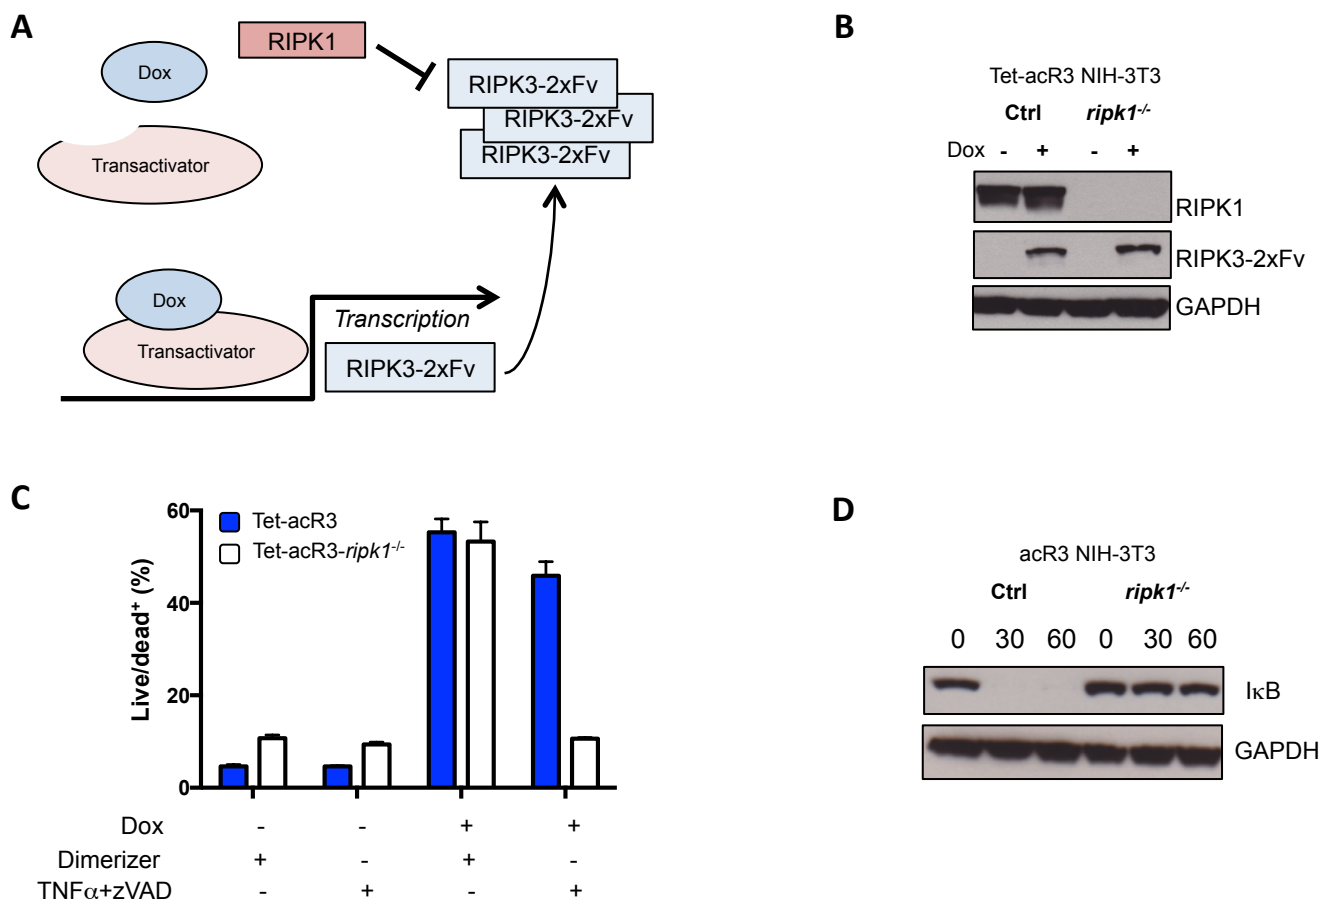 A
RIPK1
Dox
RIPK3-2xFv
RIPK3-2xFv
RIPK3-2xFv
Transactivator
Dox
Transcription
Transactivator
RIPK3-2xFv
B
Tet-acR3 NIH-3T3
Ctrl ripk1-/-
Dox - + - +
RIPK1
RIPK3-2xFv
GAPDH
C
Live/dead+ (%)
60
40
20
0
Tet-acR3
Tet-acR3-ripk1-/-
Dox - - + +
Dimerizer + - + -
TNFα+zVAD - + - +
D
acR3 NIH-3T3
Ctrl ripk1-/-
0 30 60 0 30 60
IκB
GAPDH